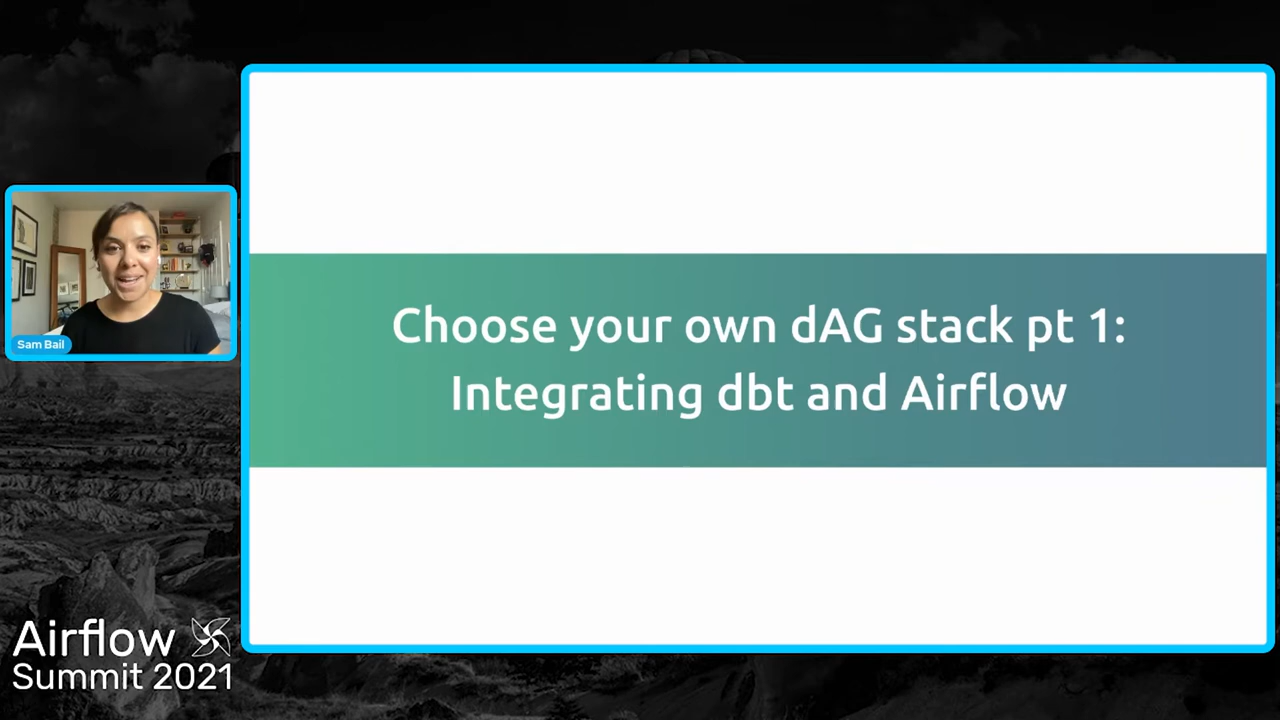 Choose your own dAG stack pt 1:
Integrating dbt and Airflow
Sam Bail
Airflow
Summit 2021